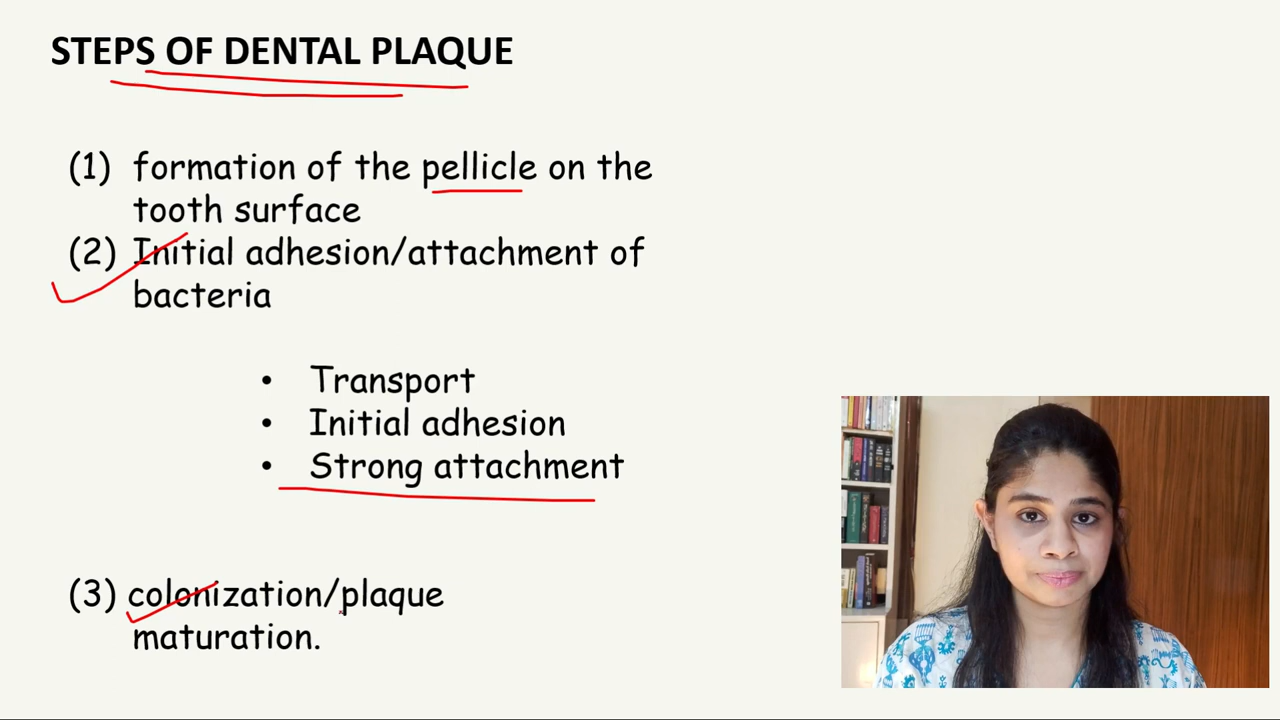 STEPS OF DENTAL PLAQUE
(1) formation of the pellicle on the
tooth surface
(2) Initial adhesion/attachment of
bacteria
• Transport
• Initial adhesion
• Strong attachment
(3) colonization/plaque
maturation.